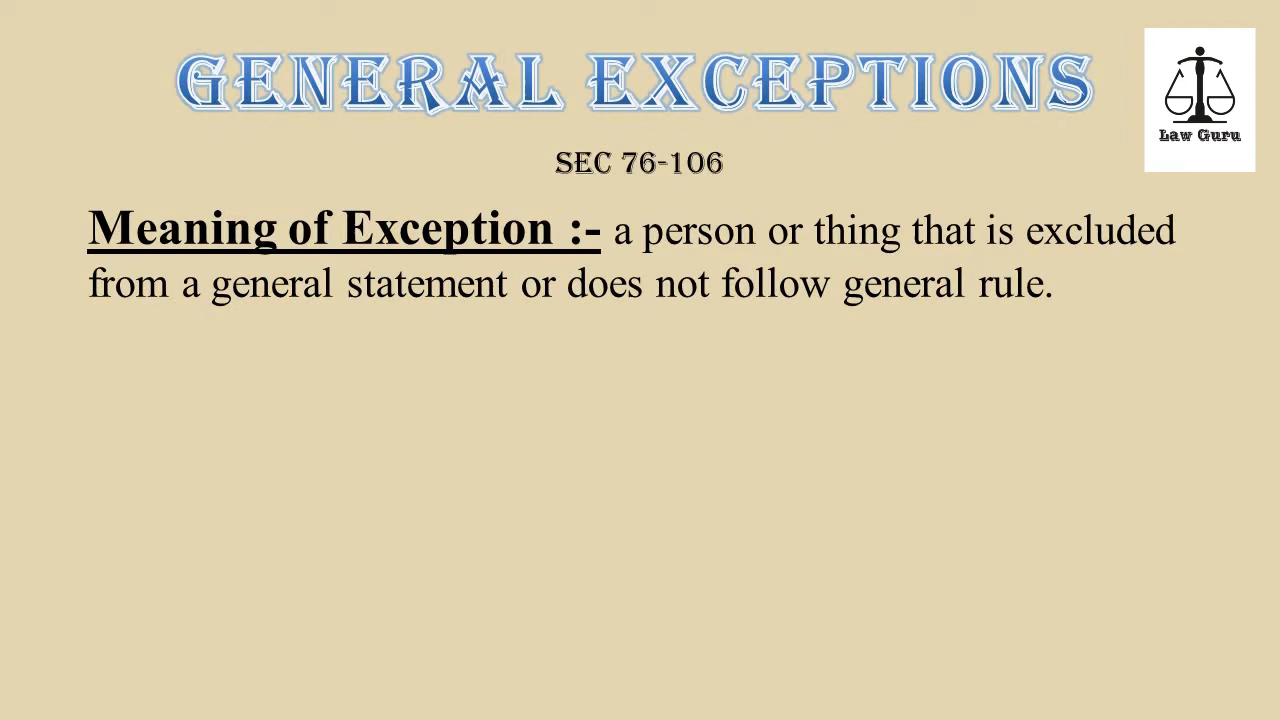 GENERAL EXCEPTIONS
Law Guru
SEC 76-106
Meaning of Exception :- a person or thing that is excluded
from a general statement or does not follow general rule.